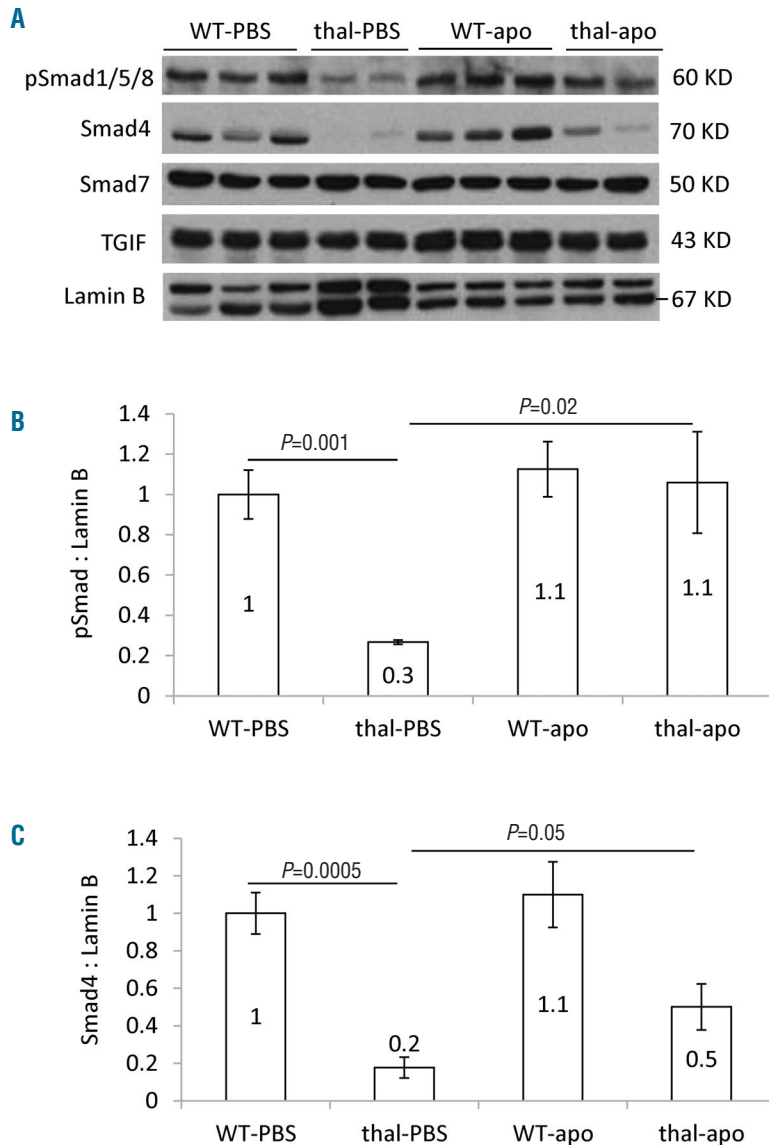 A
WT-PBS thal-PBS WT-apo thal-apo
pSmad1/5/8 60 KD
Smad4 70 KD
Smad7 50 KD
TGIF 43 KD
Lamin B 67 KD
B
pSmad : Lamin B
1.4
1.2
1
0.8
0.6
0.4
0.2
0
P=0.001
P=0.02
1
0.3
1.1
1.1
WT-PBS thal-PBS WT-apo thal-apo
C
Smad4 : Lamin B
1.4
1.2
1
0.8
0.6
0.4
0.2
0
P=0.0005
P=0.05
1
0.2
1.1
0.5
WT-PBS thal-PBS WT-apo thal-apo